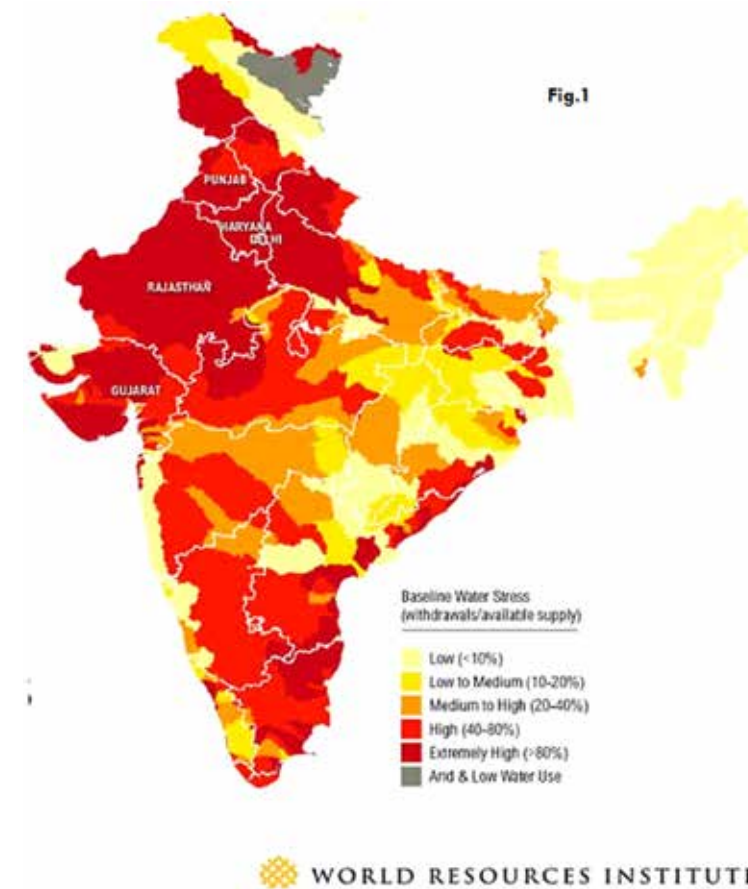 Fig.1
PUNJAB
HARYANA
DELHI
RAJASTHAN
GUJARAT
Baseline Water Stress
(withdrawals/available supply)
Low (<10%)
Low to Medium (10-20%)
Medium to High (20-40%)
High (40-80%)
Extremely High (>80%)
Arid & Low Water Use
WORLD RESOURCES INSTITUTE